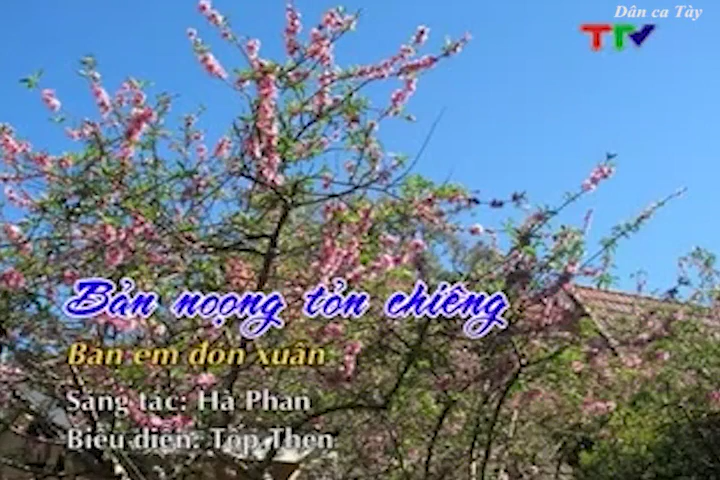 Dân ca Tày
TTV
Bản noọng tỏn chiêng
Bản em đón xuân
Sáng tác: Hà Phan
Biểu diễn: Tốp Then